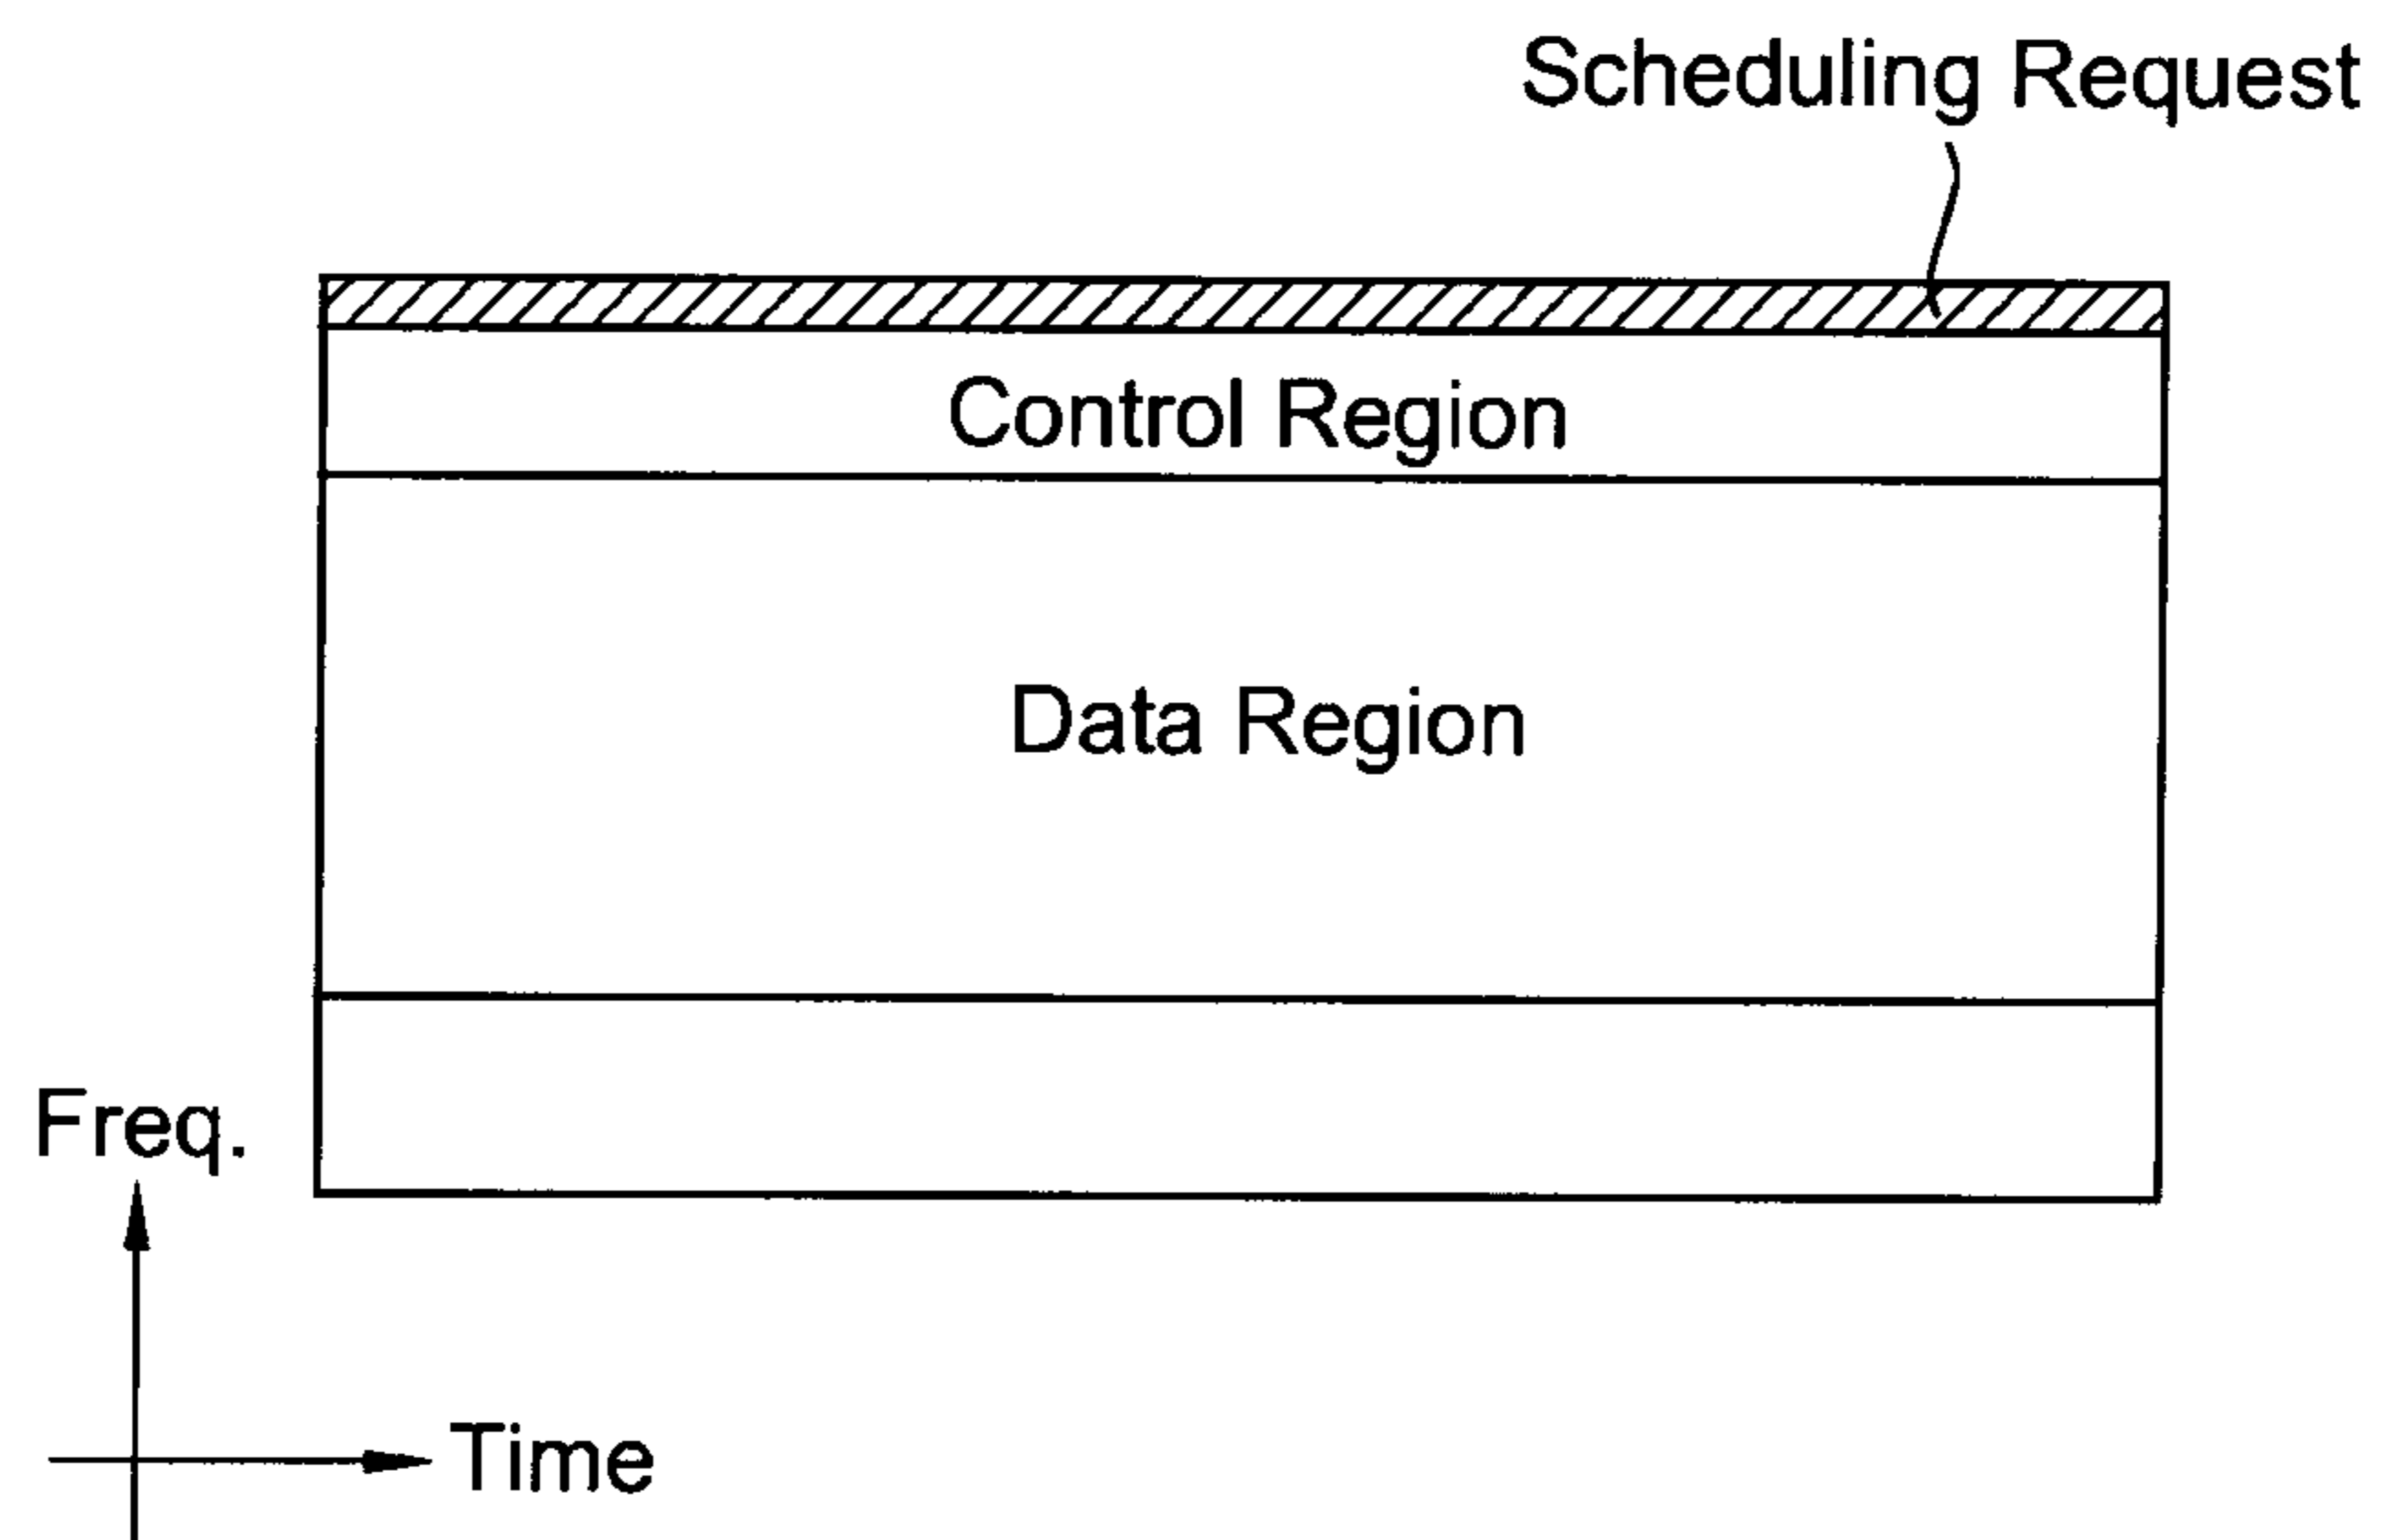 Scheduling Request
Control Region
Data Region
Freq.
Time